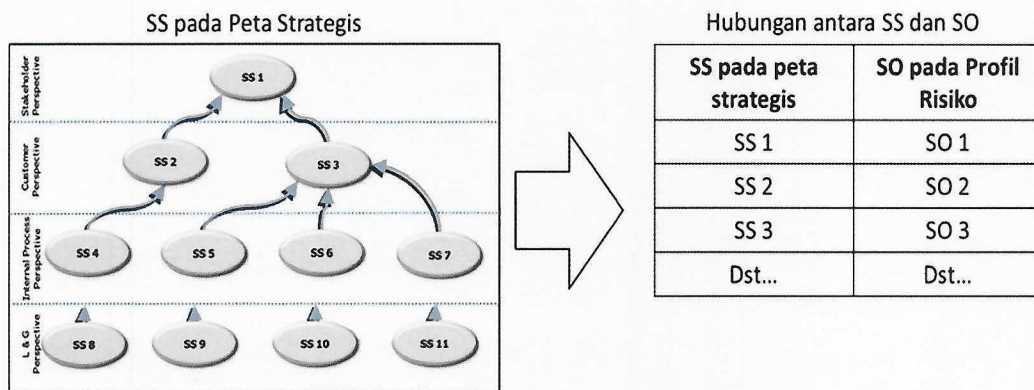 SS pada Peta Strategis
Stakeholder
Perspective
SS 1
Customer
Perspective
SS 2
SS 3
Internal Process
Perspective
SS 4
SS 5
SS 6
SS 7
L & G
Perspective
SS 8
SS 9
SS 10
SS 11
Hubungan antara SS dan SO
SS pada peta
strategis
SO pada Profil
Risiko
SS 1
SO 1
SS 2
SO 2
SS 3
SO 3
Dst...
Dst...